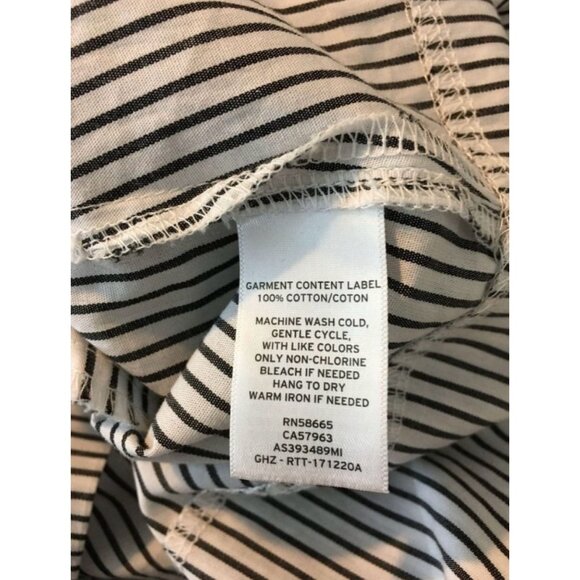 GARMENT CONTENT LABEL
100% COTTON/COTON
MACHINE WASH COLD,
GENTLE CYCLE,
WITH LIKE COLORS
ONLY NON-CHLORINE
BLEACH IF NEEDED
HANG TO DRY
WARM IRON IF NEEDED
RN58665
CA57963
AS393489MI
GHZ - RTT-171220A